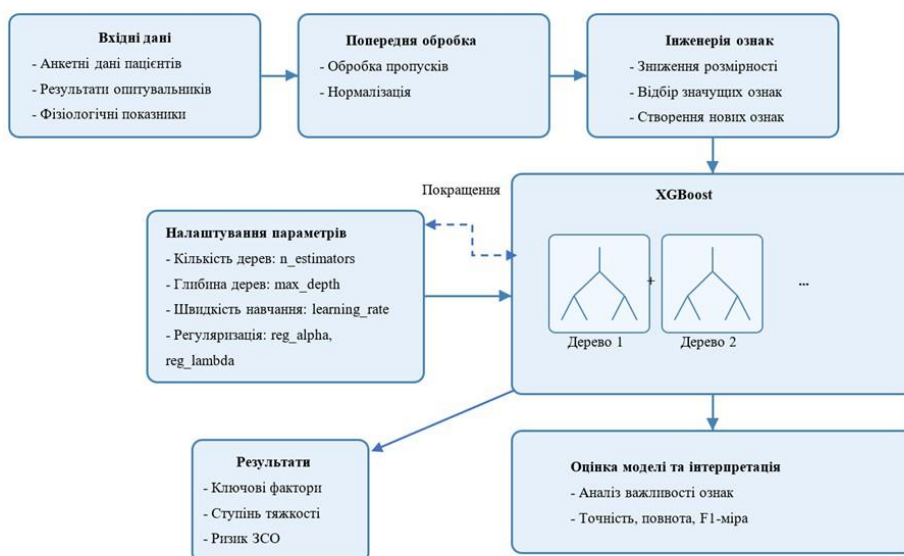 Вхідні дані
- Анкетні дані пацієнтів
- Результати опитувальників
- Фізіологічні показники
Попередня обробка
- Обробка пропусків
- Нормалізація
Інженерія ознак
- Зниження розмірності
- Відбір значущих ознак
- Створення нових ознак
Покращення
Налаштування параметрів
- Кількість дерев: n_estimators
- Глибина дерев: max_depth
- Швидкість навчання: learning_rate
- Регуляризація: reg_alpha,
reg_lambda
XGBoost
+
...
Дерево 1
Дерево 2
Результати
- Ключові фактори
- Ступінь тяжкості
- Ризик ЗСО
Оцінка моделі та інтерпретація
- Аналіз важливості ознак
- Точність, повнота, F1-міра